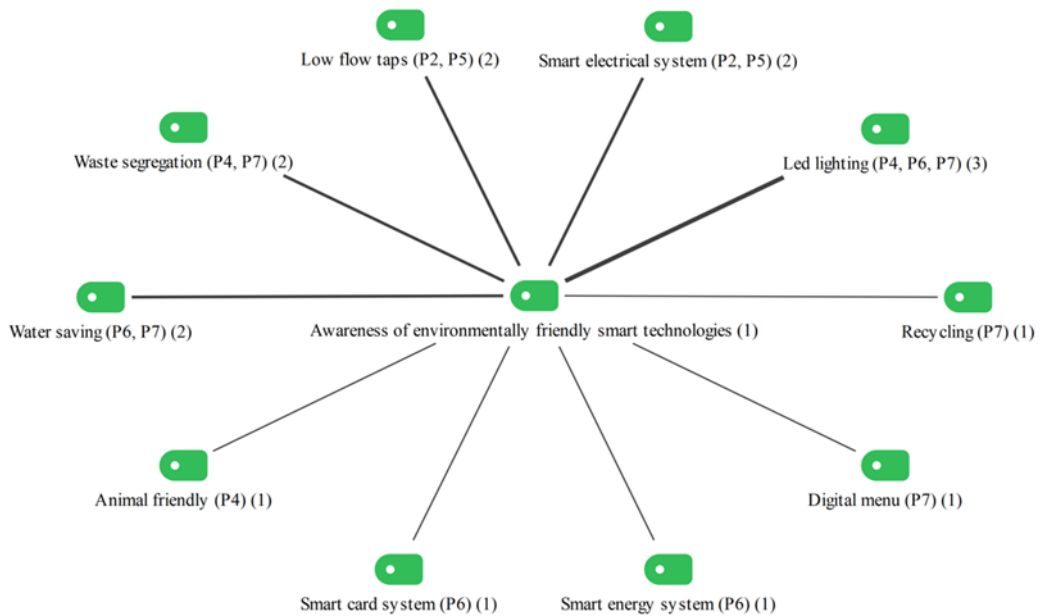 Low flow taps (P2, P5) (2)
Smart electrical system (P2, P5) (2)
Waste segregation (P4, P7) (2)
Led lighting (P4, P6, P7) (3)
Water saving (P6, P7) (2)
Awareness of environmentally friendly smart technologies (1)
Recycling (P7) (1)
Animal friendly (P4) (1)
Digital menu (P7) (1)
Smart card system (P6) (1)
Smart energy system (P6) (1)